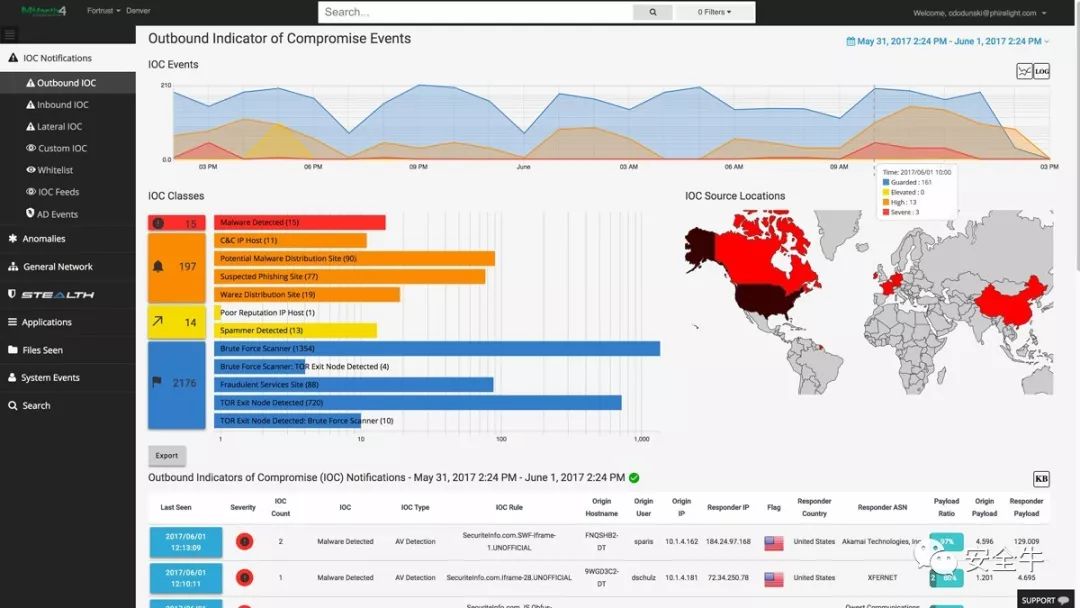 Mantix4
Fortrust
Denver
Search...
0 Filters
Welcome, cdodunski@phirelight.com
IOC Notifications
Outbound IOC
Inbound IOC
Lateral IOC
Custom IOC
Whitelist
IOC Feeds
AD Events
Anomalies
General Network
STEALTH
Applications
Files Seen
System Events
Search
Outbound Indicator of Compromise Events
May 31, 2017 2:24 PM - June 1, 2017 2:24 PM
IOC Events
LOG
210
0.0
03 PM
06 PM
09 PM
June
03 AM
06 AM
09 AM
03 PM
Time: 2017/06/01 10:00
Guarded : 161
Elevated : 0
High : 13
Severe : 3
IOC Classes
15
197
14
2176
Malware Detected (15)
C&C IP Host (11)
Potential Malware Distribution Site (90)
Suspected Phishing Site (77)
Warez Distribution Site (19)
Poor Reputation IP Host (1)
Spammer Detected (13)
Brute Force Scanner (1354)
Brute Force Scanner: TOR Exit Node Detected (4)
Fraudulent Services Site (88)
TOR Exit Node Detected (720)
TOR Exit Node Detected: Brute Force Scanner (10)
1
10
100
1,000
IOC Source Locations
Export
Outbound Indicators of Compromise (IOC) Notifications - May 31, 2017 2:24 PM - June 1, 2017 2:24 PM
KB
Last Seen
Severity
IOC Count
IOC
IOC Type
IOC Rule
Origin Hostname
Origin User
Origin IP
Responder IP
Flag
Responder Country
Responder ASN
Payload Ratio
Origin Payload
Responder Payload
2017/06/01 12:13:09
2
Malware Detected
AV Detection
SecuriteInfo.com.SWF-Iframe-1.UNOFFICIAL
FNQSHB2-DT
sparis
10.1.4.162
184.24.97.168
United States
Akamai Technologies, Inc.
97%
4.596
129.009
2017/06/01 12:10:11
1
Malware Detected
AV Detection
SecuriteInfo.com.Iframe-28.UNOFFICIAL
9WGD3C2-DT
dschulz
10.1.4.181
72.34.250.78
United States
XFERNET
80%
1.201
4.695
安全牛
SUPPORT